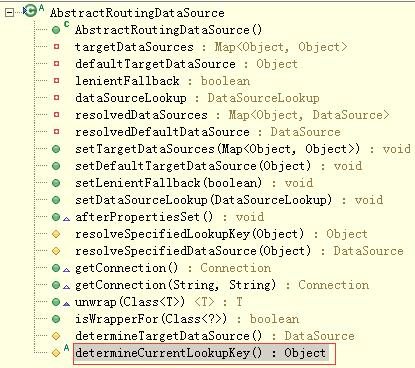 AbstractRoutingDataSource
AbstractRoutingDataSource()
targetDataSources : Map<Object, Object>
defaultTargetDataSource : Object
lenientFallback : boolean
dataSourceLookup : DataSourceLookup
resolvedDataSources : Map<Object, DataSource>
resolvedDefaultDataSource : DataSource
setTargetDataSources(Map<Object, Object>) : void
setDefaultTargetDataSource(Object) : void
setLenientFallback(boolean) : void
setDataSourceLookup(DataSourceLookup) : void
afterPropertiesSet() : void
resolveSpecifiedLookupKey(Object) : Object
resolveSpecifiedDataSource(Object) : DataSource
getConnection() : Connection
getConnection(String, String) : Connection
unwrap(Class<T>) <T> : T
isWrapperFor(Class<?>) : boolean
determineTargetDataSource() : DataSource
determineCurrentLookupKey() : Object